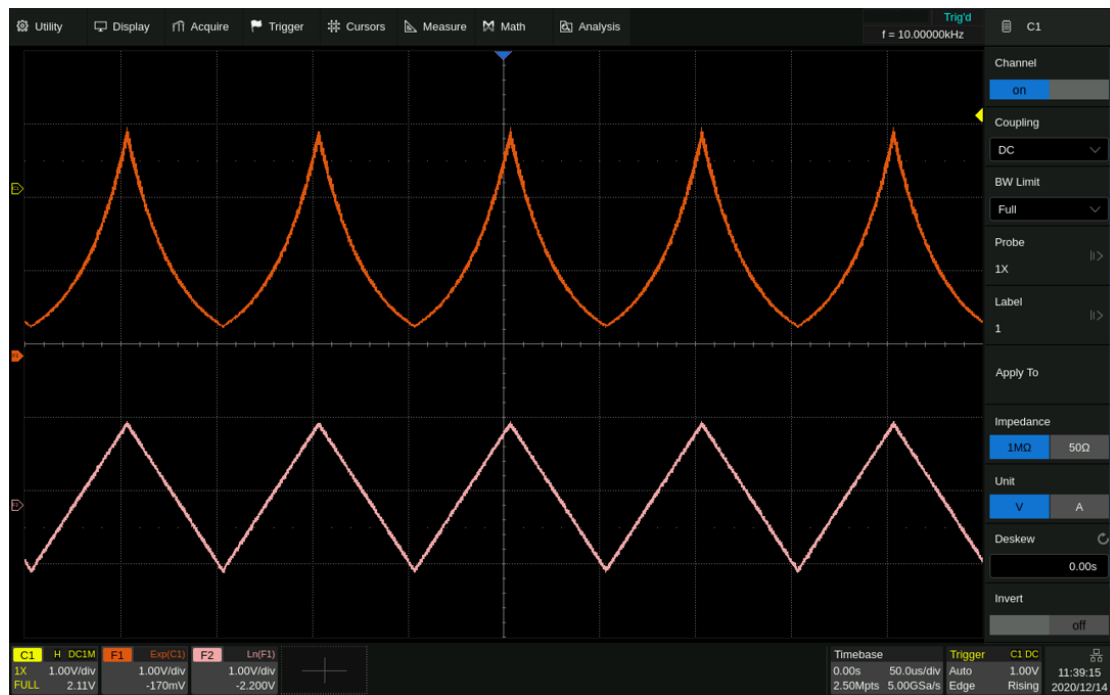 Utility Display Acquire Trigger Cursors Measure Math Analysis
Trig'd
f = 10.00000kHz
C1
Channel
on
Coupling
DC
BW Limit
Full
Probe
1X
Label
1
Apply To
Impedance
1MΩ 50Ω
Unit
V A
Deskew
0.00s
Invert
off
C1 H DC1M
1X 1.00V/div
FULL 2.11V
F1 Exp(C1)
1.00V/div
-170mV
F2 Ln(F1)
1.00V/div
-2.200V
Timebase
0.00s 50.0us/div
2.50Mpts 5.00GSa/s
Trigger C1 DC
Auto 1.00V
Edge Rising
11:39:15
2020/12/14